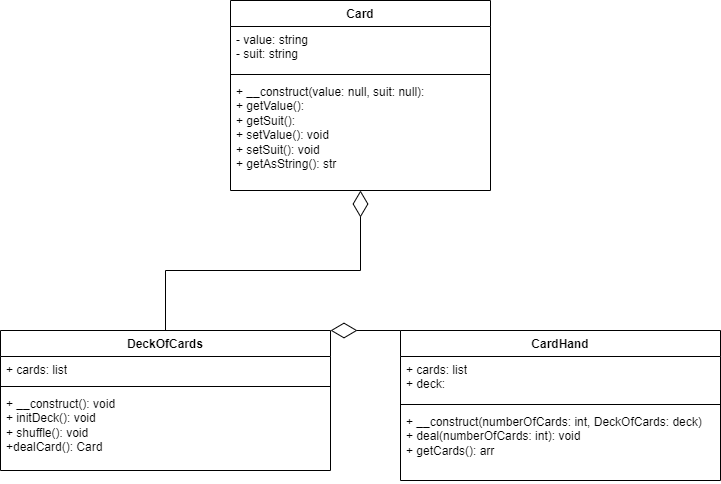 Card
- value: string
- suit: string
+ __construct(value: null, suit: null):
+ getValue():
+ getSuit():
+ setValue(): void
+ setSuit(): void
+ getAsString(): str
DeckOfCards
+ cards: list
+ __construct(): void
+ initDeck(): void
+ shuffle(): void
+dealCard(): Card
CardHand
+ cards: list
+ deck:
+ __construct(numberOfCards: int, DeckOfCards: deck)
+ deal(numberOfCards: int): void
+ getCards(): arr